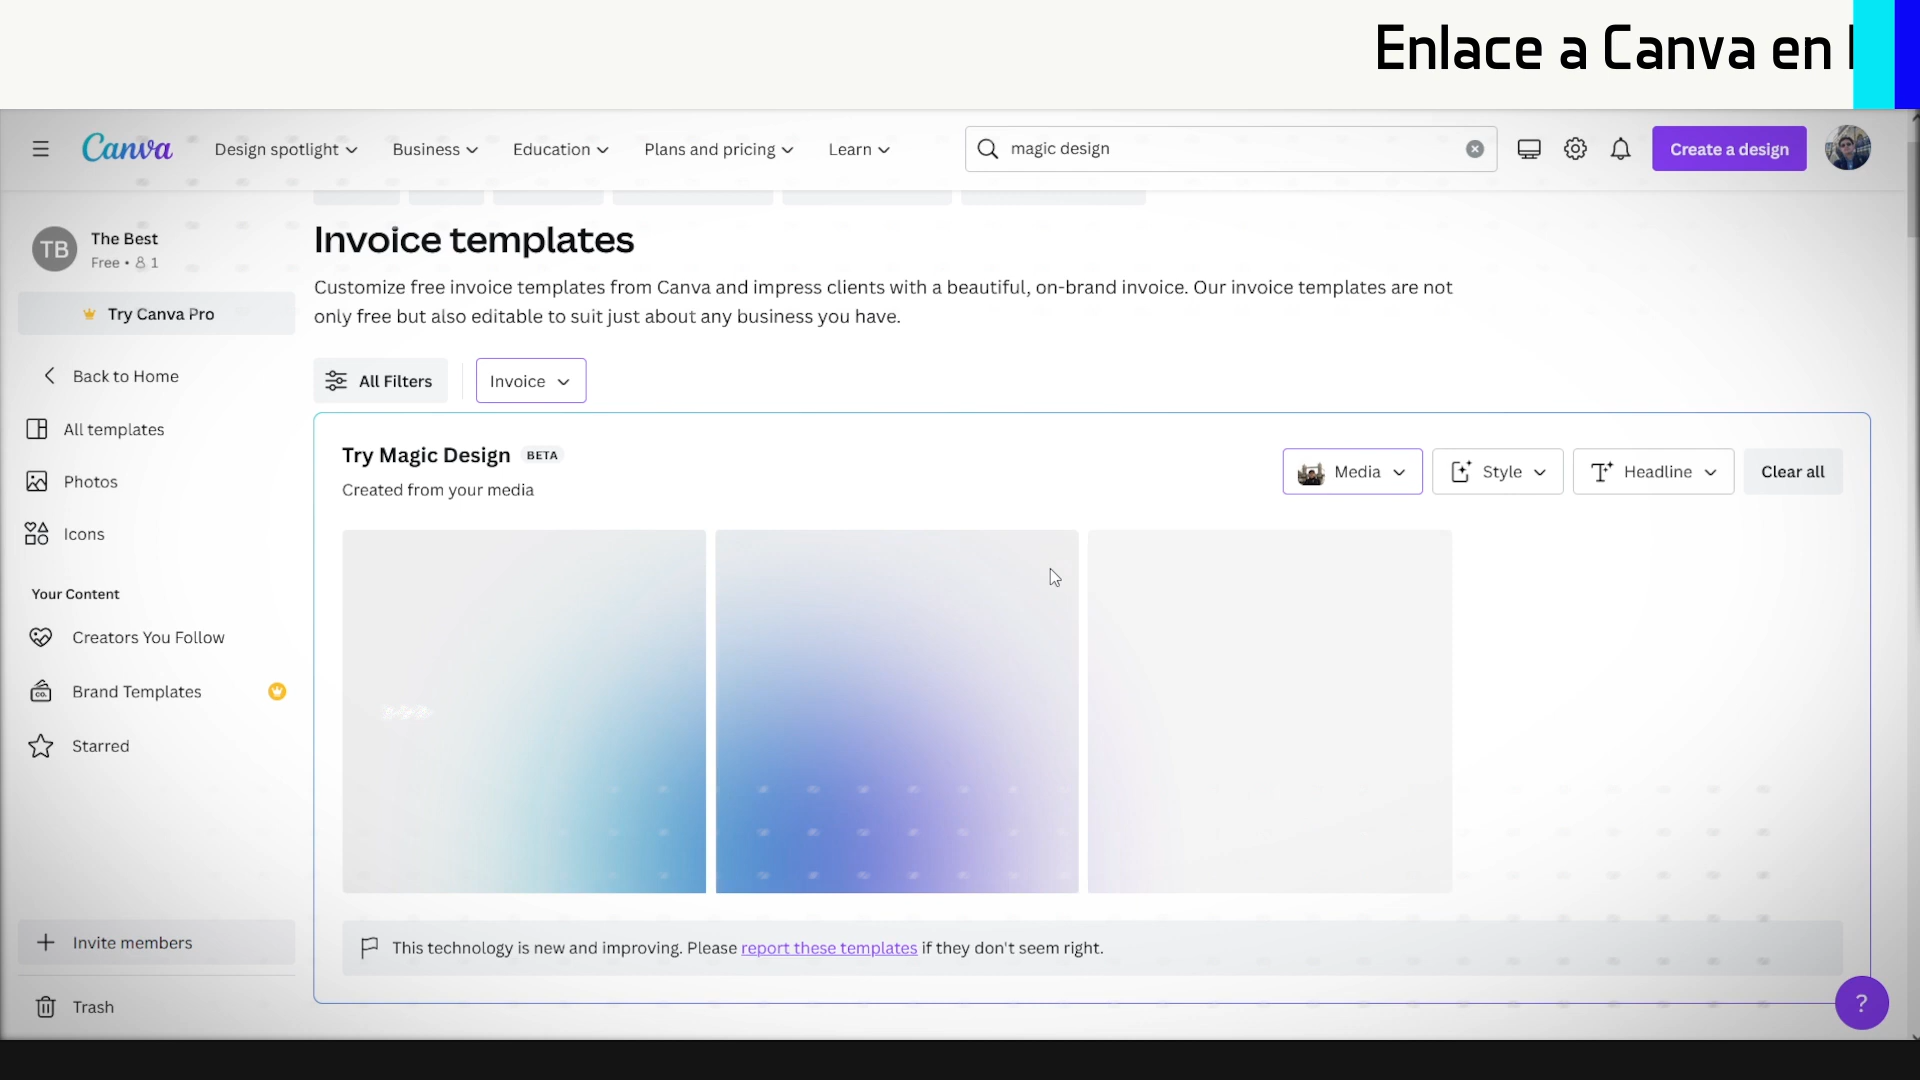 Enlace a Canva en
Canva
Design spotlight
Business
Education
Plans and pricing
Learn
magic design
Create a design
TB
The Best
Free • 1
Try Canva Pro
Back to Home
All templates
Photos
Icons
Your Content
Creators You Follow
Brand Templates
Starred
Invite members
Trash
Invoice templates
Customize free invoice templates from Canva and impress clients with a beautiful, on-brand invoice. Our invoice templates are not
only free but also editable to suit just about any business you have.
All Filters
Invoice
Try Magic Design BETA
Created from your media
Media
Style
Headline
Clear all
This technology is new and improving. Please report these templates if they don't seem right.
?